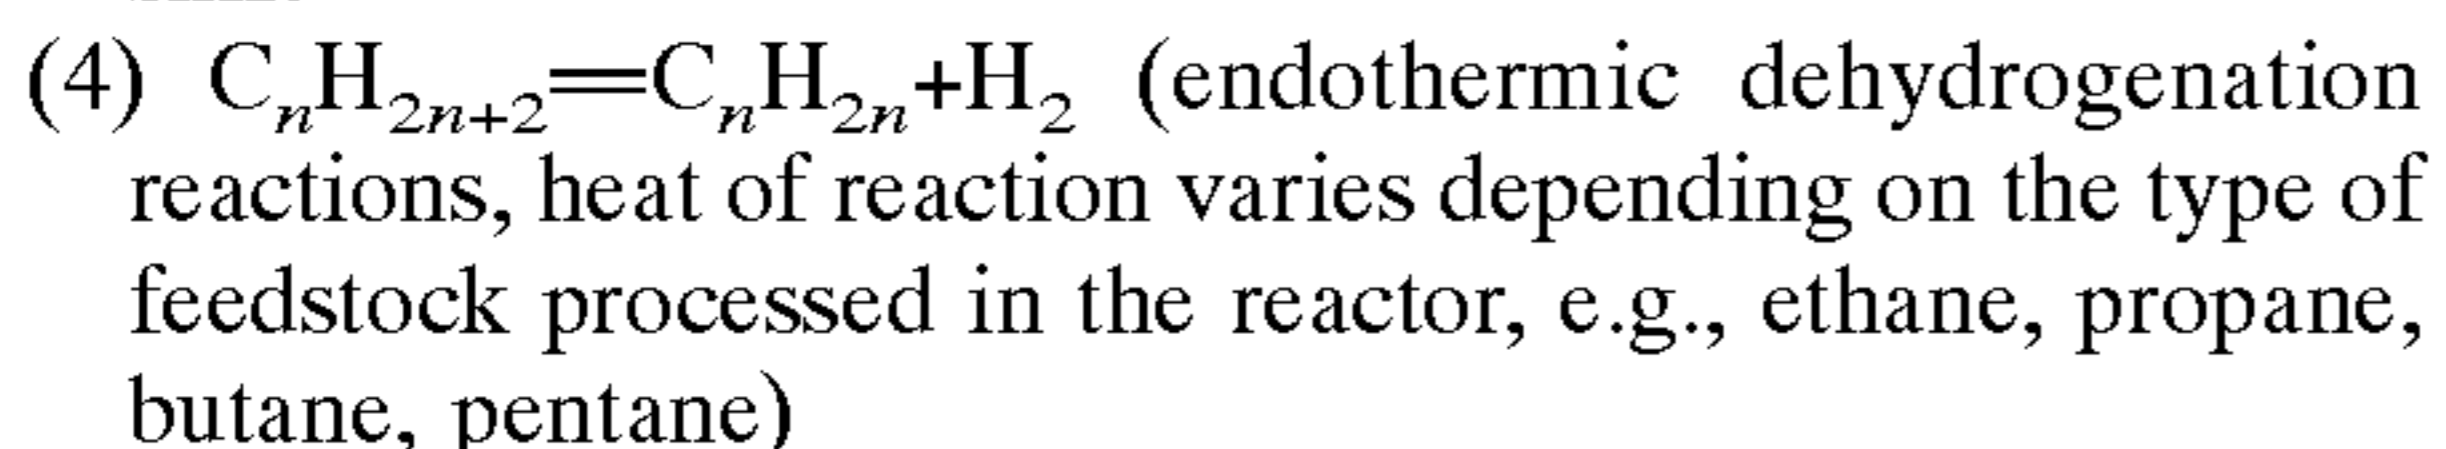 (4) CₙH₂ₙ₊₂═CₙH₂ₙ+H₂ (endothermic dehydrogenation
reactions, heat of reaction varies depending on the type of
feedstock processed in the reactor, e.g., ethane, propane,
butane, pentane)